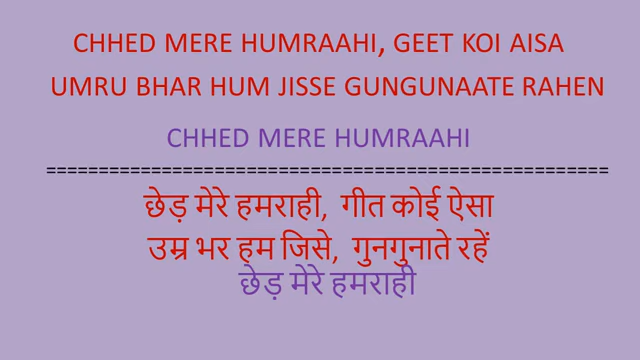 CHHED MERE HUMRAAHI, GEET KOI AISA
UMRU BHAR HUM JISSE GUNGUNAATE RAHEN
CHHED MERE HUMRAAHI
======================================================
छेड़ मेरे हमराही,  गीत कोई ऐसा
उम्र भर हम जिसे,  गुनगुनाते रहें
छेड़ मेरे हमराही